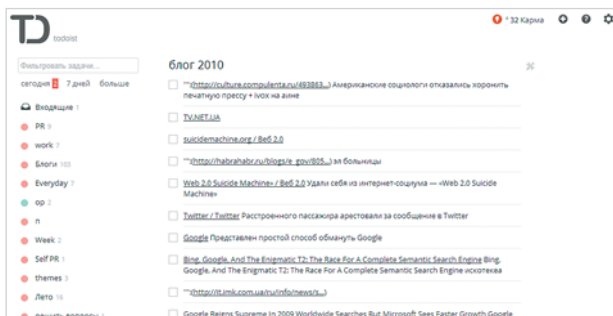 TD todoist
° 32 Карма
Фильтровать задачи...
сегодня 2 7 дней больше
Входящие 1
PR 9
work 7
Блоги 103
Everyday 7
op 2
n
Week 2
Self PR 1
themes 3
Лето 16
блог 2010
"":(http://culture.compulenta.ru/493863...) Американские социологи отказались хоронить
печатную прессу + ivox на аине
TV.NET.UA
suicidemachine.org / Веб 2.0
"":(http://habrahabr.ru/blogs/e_gov/805...) эл больницы
Web 2.0 Suicide Machine» / Веб 2.0 Удали себя из интернет-социума — «Web 2.0 Suicide
Machine»
Twitter / Twitter Расстроенного пассажира арестовали за сообщение в Twitter
Google Представлен простой способ обмануть Google
Bing, Google, And The Enigmatic T2: The Race For A Complete Semantic Search Engine Bing,
Google, And The Enigmatic T2: The Race For A Complete Semantic Search Engine искотекеа
"":(http://it.imk.com.ua/ru/info/news/s...)
Google Reigns Supreme In 2009 Worldwide Searches But Microsoft Sees Faster Growth Google